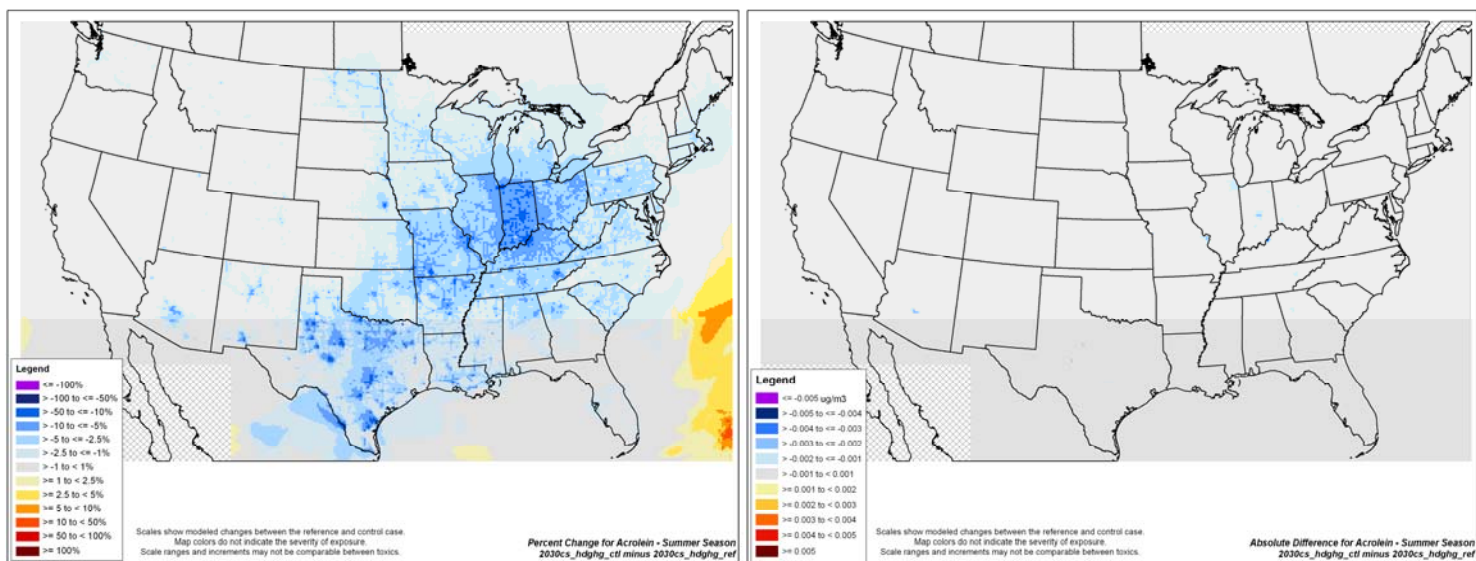 Legend
<= -100%
> -100 to <= -50%
> -50 to <= -10%
> -10 to <= -5%
> -5 to <= -2.5%
> -2.5 to <= -1%
> -1 to < 1%
>= 1 to < 2.5%
>= 2.5 to < 5%
>= 5 to < 10%
>= 10 to < 50%
>= 50 to < 100%
>= 100%
Scales show modeled changes between the reference and control case.
Map colors do not indicate the severity of exposure.
Scale ranges and increments may not be comparable between toxics.
Percent Change for Acrolein - Summer Season
2030cs_hdghg_ctl minus 2030cs_hdghg_ref
Legend
<= -0.005 ug/m3
> -0.005 to <= -0.004
> -0.004 to <= -0.003
> -0.003 to <= -0.002
> -0.002 to <= -0.001
> -0.001 to < 0.001
>= 0.001 to < 0.002
>= 0.002 to < 0.003
>= 0.003 to < 0.004
>= 0.004 to < 0.005
>= 0.005
Scales show modeled changes between the reference and control case.
Map colors do not indicate the severity of exposure.
Scale ranges and increments may not be comparable between toxics.
Absolute Difference for Acrolein - Summer Season
2030cs_hdghg_ctl minus 2030cs_hdghg_ref